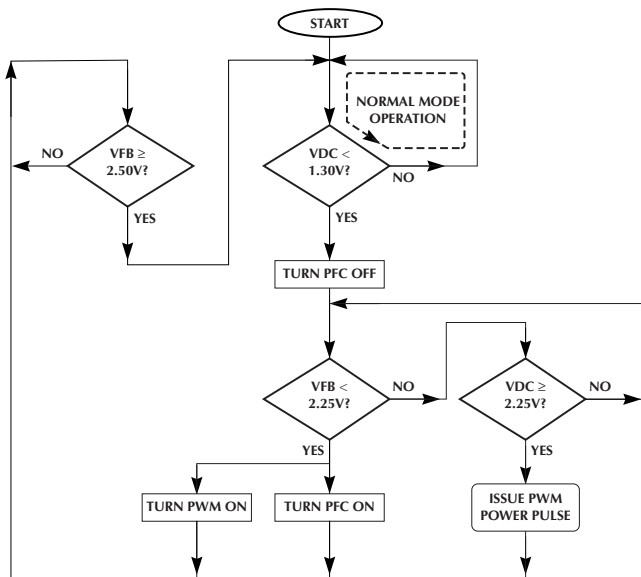 START
NORMAL MODE
OPERATION
VFB ≥
2.50V?
NO
YES
VDC <
1.30V?
NO
YES
TURN PFC OFF
VFB <
2.25V?
NO
YES
VDC ≥
2.25V?
NO
YES
TURN PWM ON
TURN PFC ON
ISSUE PWM
POWER PULSE